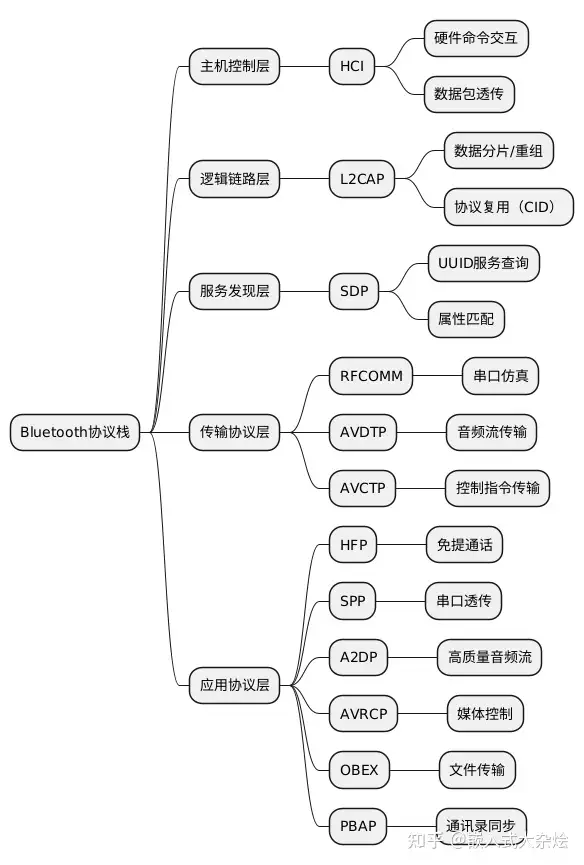 硬件命令交互
主机控制层
HCI
数据包透传
数据分片/重组
逻辑链路层
L2CAP
协议复用（CID）
UUID服务查询
服务发现层
SDP
属性匹配
RFCOMM
串口仿真
Bluetooth协议栈
传输协议层
AVDTP
音频流传输
AVCTP
控制指令传输
HFP
免提通话
SPP
串口透传
A2DP
高质量音频流
应用协议层
AVRCP
媒体控制
OBEX
文件传输
PBAP
通讯录同步
知乎 @嵌入式大杂烩